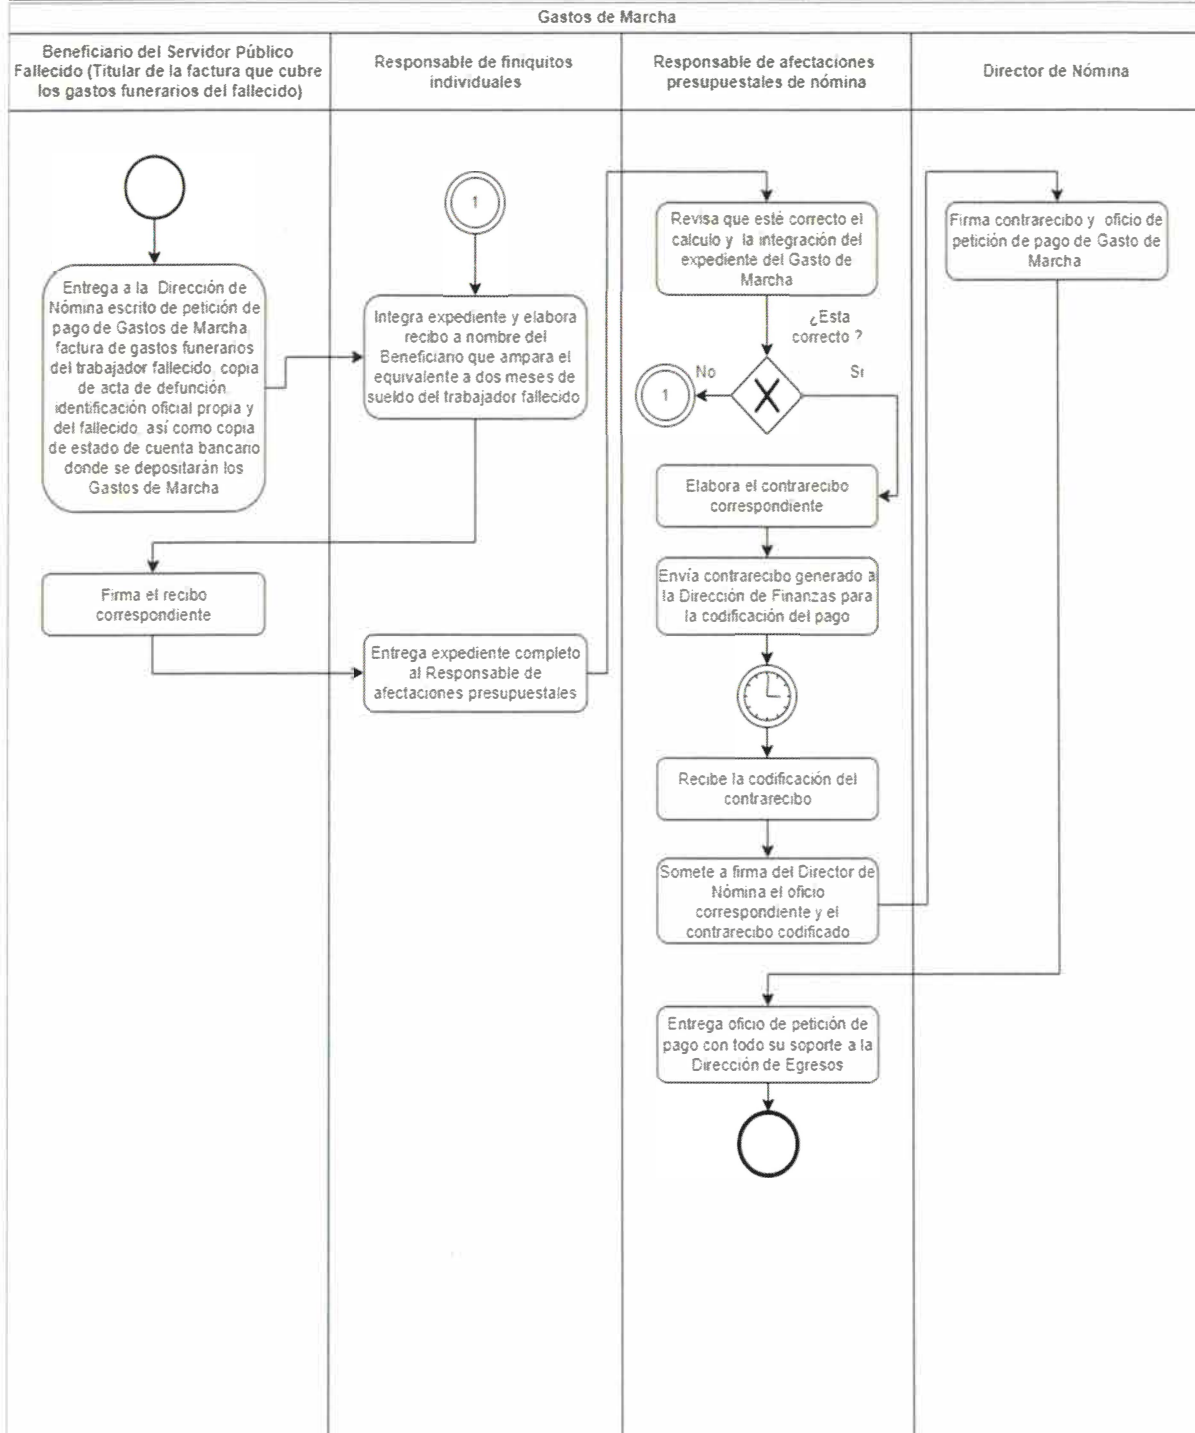 Gastos de Marcha
Beneficiario del Servidor Público
Fallecido (Titular de la factura que cubre
los gastos funerarios del fallecido)
Responsable de finiquitos
individuales
Responsable de afectaciones
presupuestales de nómina
Director de Nómina
Entrega a la Dirección de
Nómina escrito de petición de
pago de Gastos de Marcha,
factura de gastos funerarios
del trabajador fallecido, copia
de acta de defunción,
identificación oficial propia y
del fallecido, así como copia
de estado de cuenta bancario
donde se depositarán los
Gastos de Marcha
1
Integra expediente y elabora
recibo a nombre del
Beneficiario que ampara el
equivalente a dos meses de
sueldo del trabajador fallecido
Firma el recibo
correspondiente
Entrega expediente completo
al Responsable de
afectaciones presupuestales
Revisa que esté correcto el
calculo y la integración del
expediente del Gasto de
Marcha
¿Esta
correcto ?
No
Si
1
Elabora el contrarecibo
correspondiente
Envía contrarecibo generado a
la Dirección de Finanzas para
la codificación del pago
Recibe la codificación del
contrarecibo
Somete a firma del Director de
Nómina el oficio
correspondiente y el
contrarecibo codificado
Firma contrarecibo y oficio de
petición de pago de Gasto de
Marcha
Entrega oficio de petición de
pago con todo su soporte a la
Dirección de Egresos